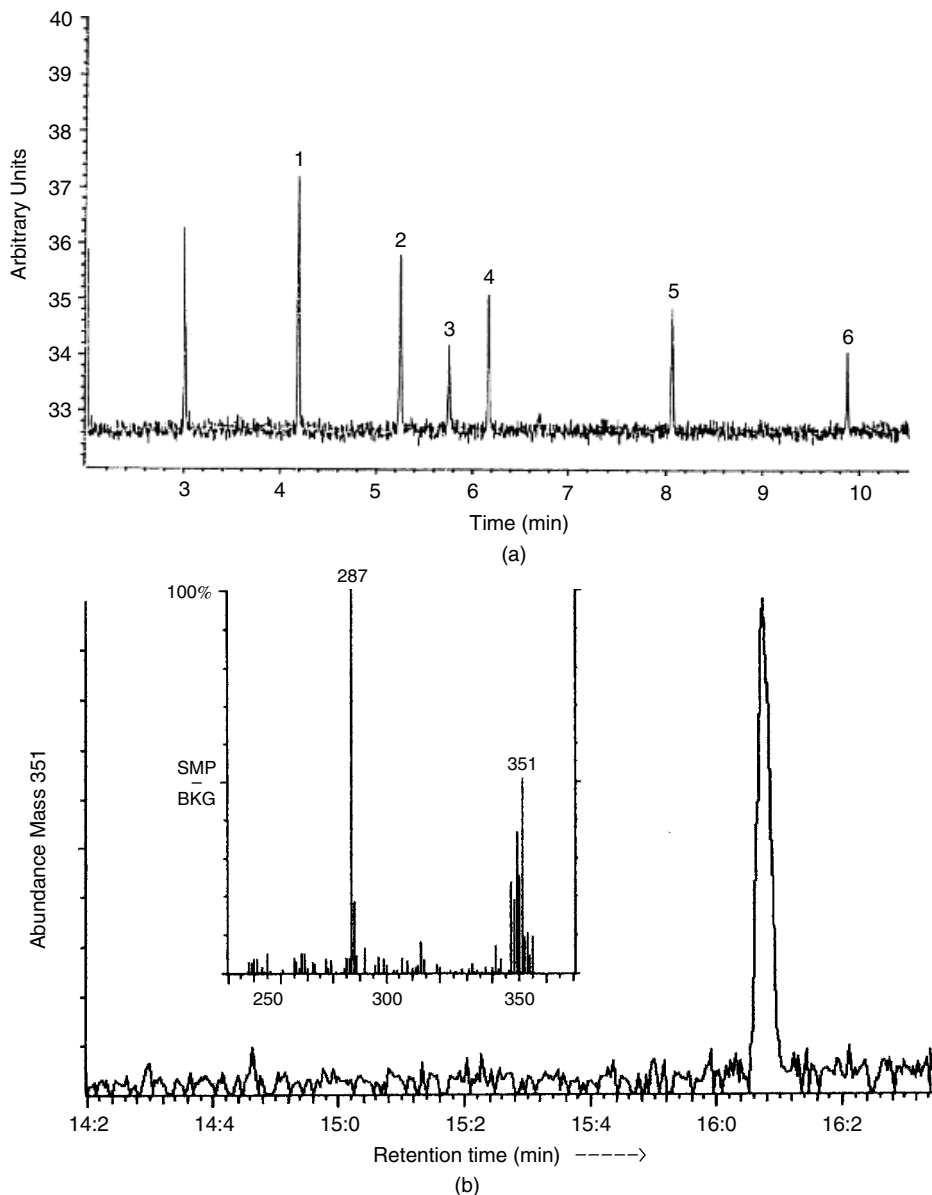 40
39
38
37
36
35
34
33
Arbitrary Units
1
2
3
4
5
6
3 4 5 6 7 8 9 10
Time (min)
(a)
287
100%
351
SMP
–
BKG
250 300 350
Abundance Mass 351
14:2 14:4 15:0 15:2 15:4 16:0 16:2
Retention time (min) ----->
(b)